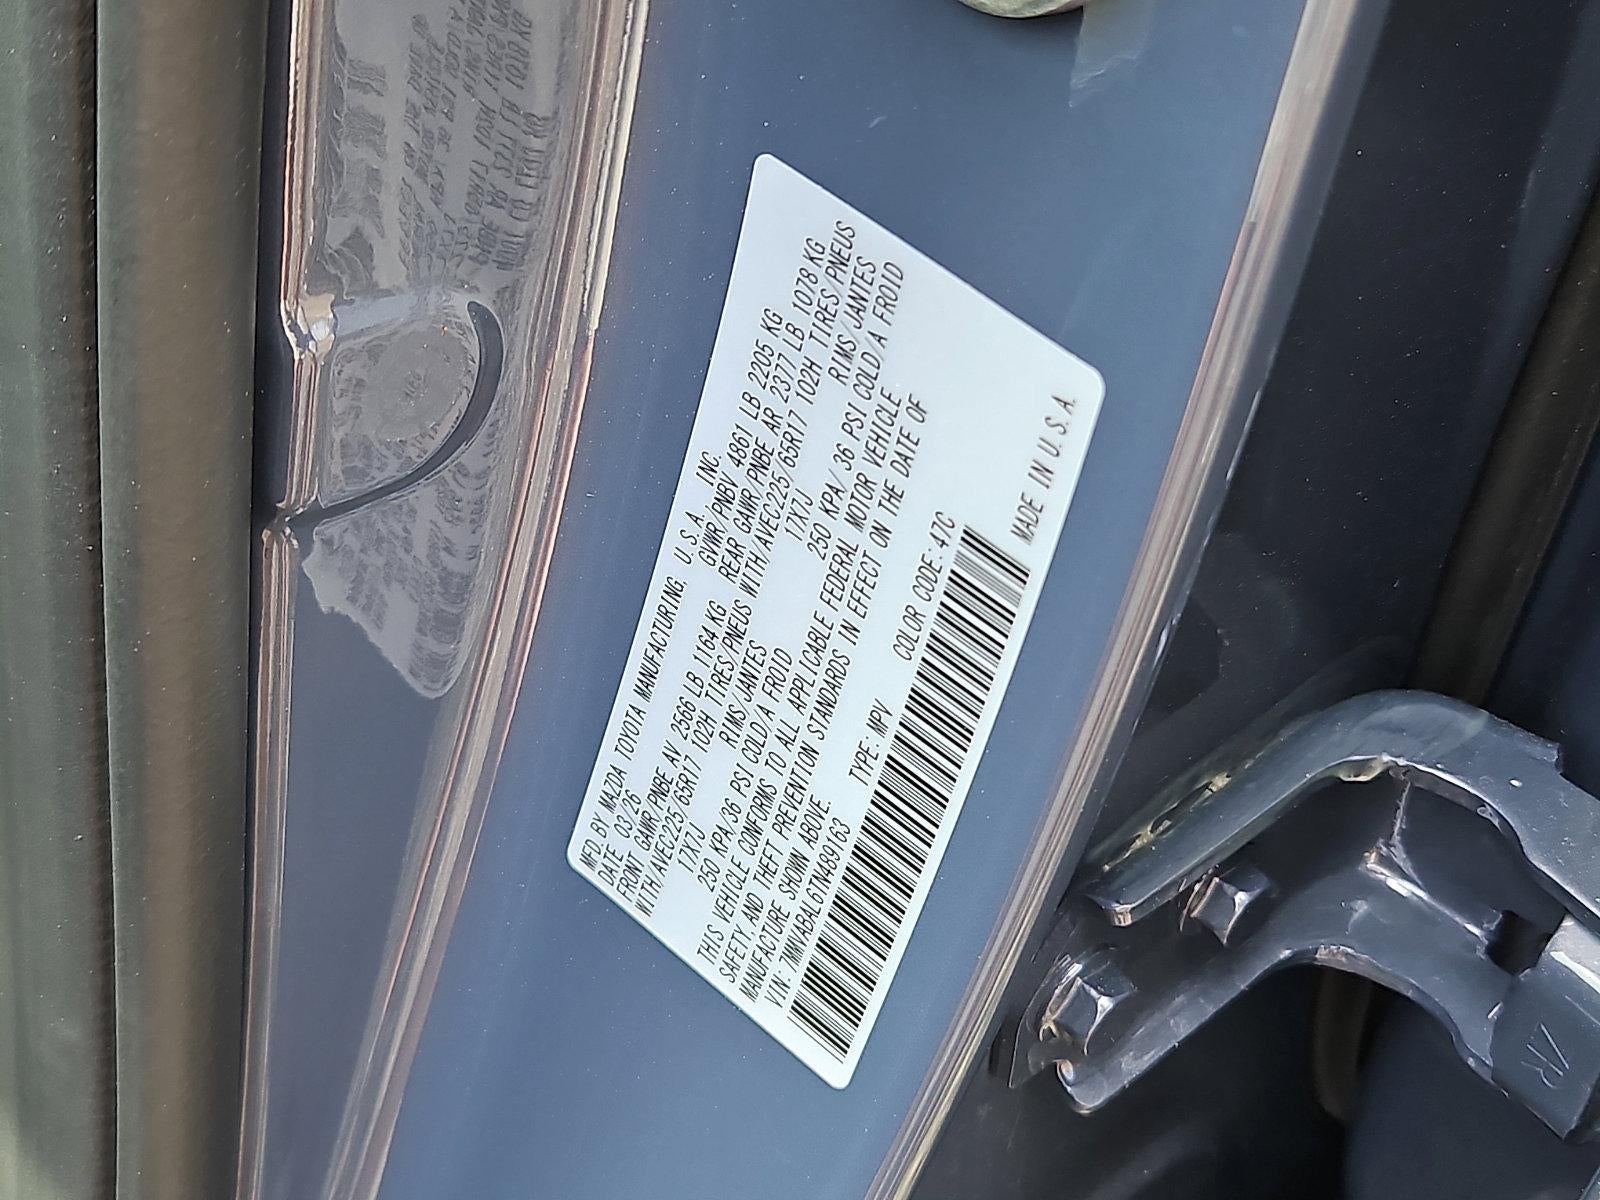 MFD. BY MAZDA TOYOTA MANUFACTURING, U.S.A. INC.
DATE 03/26 GVWR/PNBV 4861 LB 2205 KG
FRONT GAWR/PNBE AV 2566 LB 1164 KG REAR GAWR/PNBE AR 2377 LB 1078 KG
WITH/AVEC225/65R17 102H TIRES/PNEUS WITH/AVEC225/65R17 102H TIRES/PNEUS
17X7J RIMS/JANTES 17X7J RIMS/JANTES
250 KPA/36 PSI COLD/A FROID 250 KPA/36 PSI COLD/A FROID
THIS VEHICLE CONFORMS TO ALL APPLICABLE FEDERAL MOTOR VEHICLE
SAFETY, AND THEFT PREVENTION STANDARDS IN EFFECT ON THE DATE OF
MANUFACTURE SHOWN ABOVE.
VIN: 7MMVABAL6TN489163 TYPE: MPV COLOR CODE: 47C
MADE IN U.S.A.